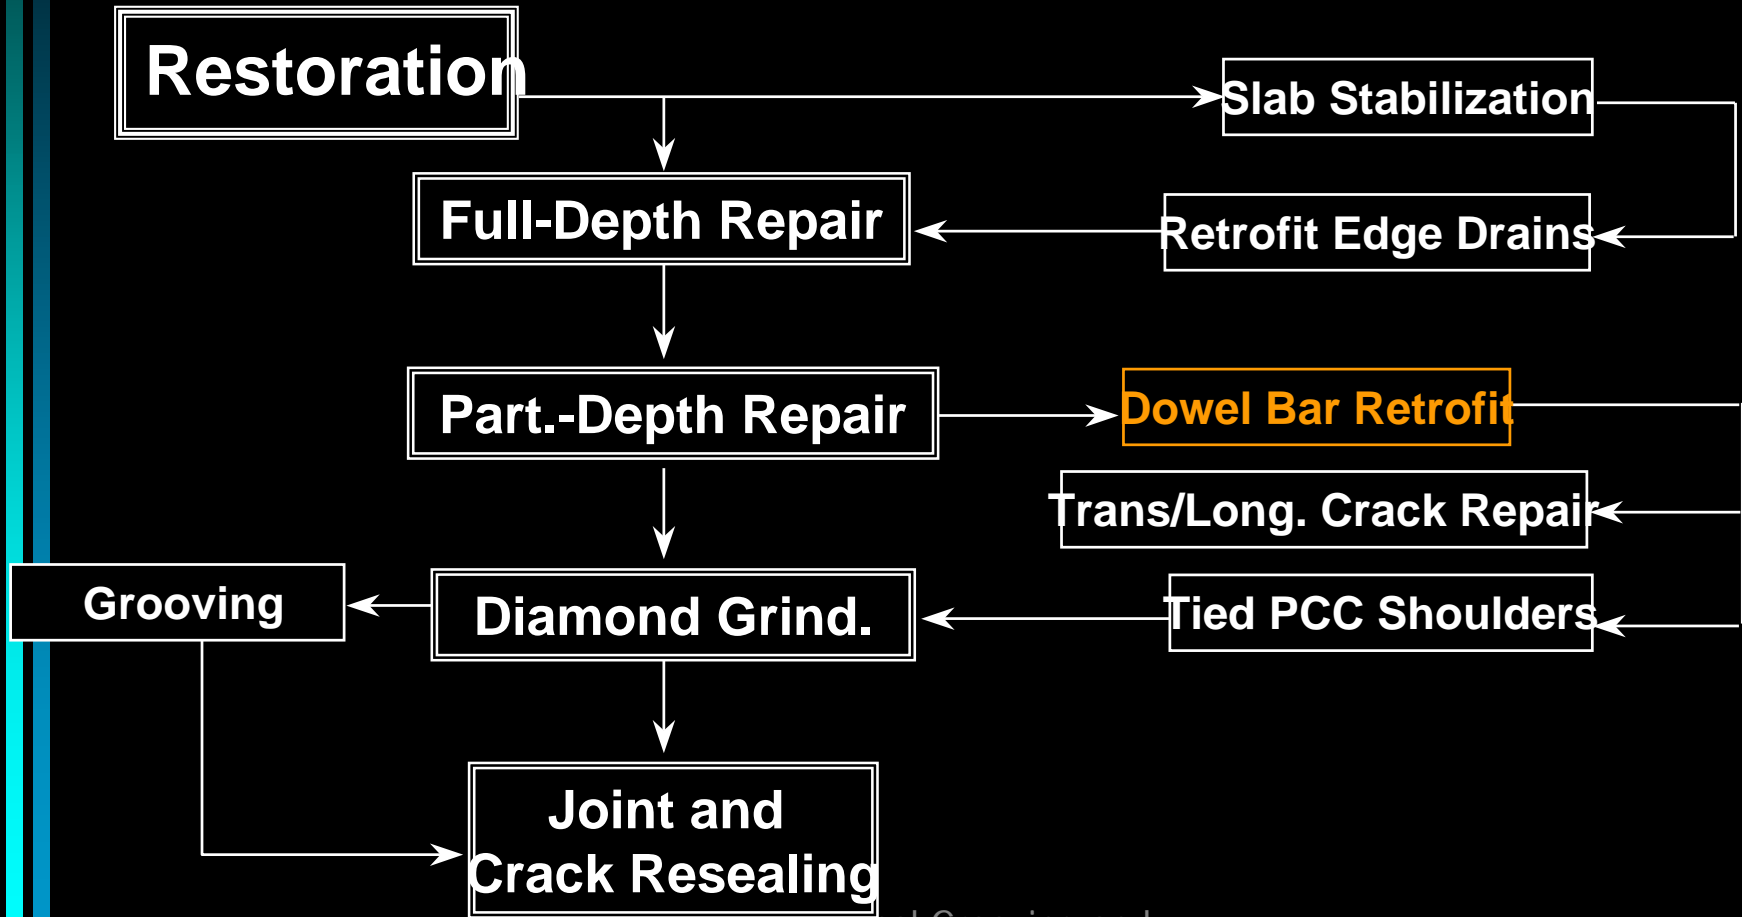 Restoration
Slab Stabilization
Full-Depth Repair
Retrofit Edge Drains
Part.-Depth Repair
Dowel Bar Retrofit
Trans/Long. Crack Repair
Grooving
Diamond Grind.
Tied PCC Shoulders
Joint and
Crack Resealing